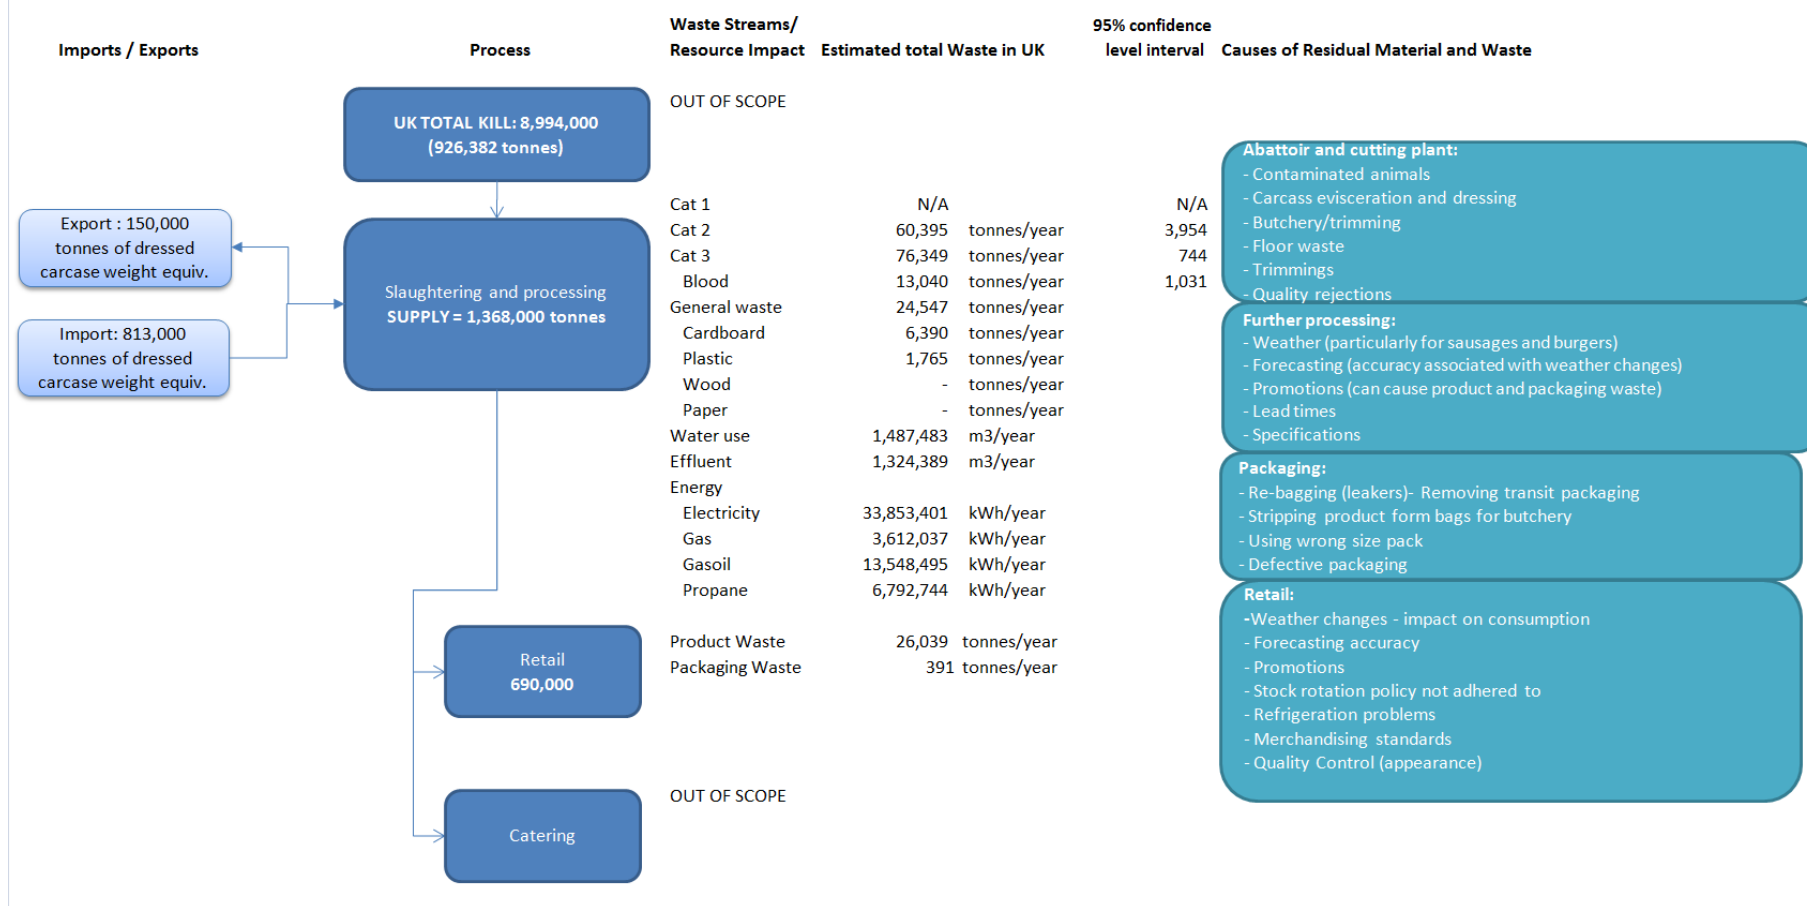 Imports / Exports
Process
Waste Streams/
Resource Impact
Estimated total Waste in UK
95% confidence
level interval
Causes of Residual Material and Waste
UK TOTAL KILL: 8,994,000
(926,382 tonnes)
OUT OF SCOPE
Export : 150,000
tonnes of dressed
carcase weight equiv.
Import: 813,000
tonnes of dressed
carcase weight equiv.
Slaughtering and processing
SUPPLY = 1,368,000 tonnes
Cat 1 N/A N/A
Cat 2 60,395 tonnes/year 3,954
Cat 3 76,349 tonnes/year 744
Blood 13,040 tonnes/year 1,031
General waste 24,547 tonnes/year
Cardboard 6,390 tonnes/year
Plastic 1,765 tonnes/year
Wood - tonnes/year
Paper - tonnes/year
Water use 1,487,483 m3/year
Effluent 1,324,389 m3/year
Energy
Electricity 33,853,401 kWh/year
Gas 3,612,037 kWh/year
Gasoil 13,548,495 kWh/year
Propane 6,792,744 kWh/year
Retail
690,000
Product Waste 26,039 tonnes/year
Packaging Waste 391 tonnes/year
Catering
OUT OF SCOPE
Abattoir and cutting plant:
- Contaminated animals
- Carcass evisceration and dressing
- Butchery/trimming
- Floor waste
- Trimmings
- Quality rejections
Further processing:
- Weather (particularly for sausages and burgers)
- Forecasting (accuracy associated with weather changes)
- Promotions (can cause product and packaging waste)
- Lead times
- Specifications
Packaging:
- Re-bagging (leakers)- Removing transit packaging
- Stripping product form bags for butchery
- Using wrong size pack
- Defective packaging
Retail:
-Weather changes - impact on consumption
- Forecasting accuracy
- Promotions
- Stock rotation policy not adhered to
- Refrigeration problems
- Merchandising standards
- Quality Control (appearance)